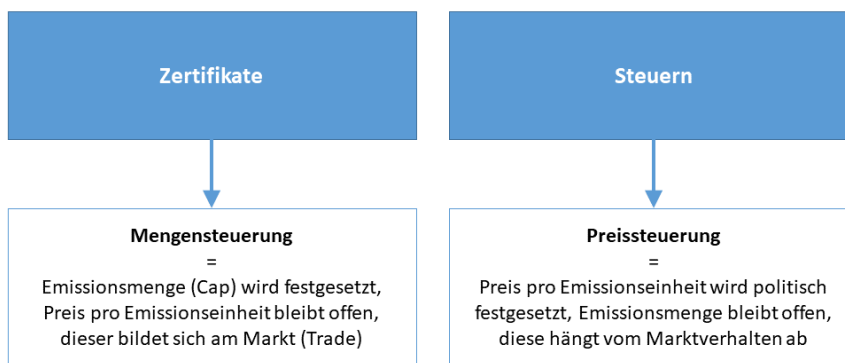 Zertifikate
Mengensteuerung
=
Emissionsmenge (Cap) wird festgesetzt,
Preis pro Emissionseinheit bleibt offen,
dieser bildet sich am Markt (Trade)
Steuern
Preissteuerung
=
Preis pro Emissionseinheit wird politisch
festgesetzt, Emissionsmenge bleibt offen,
diese hängt vom Marktverhalten ab